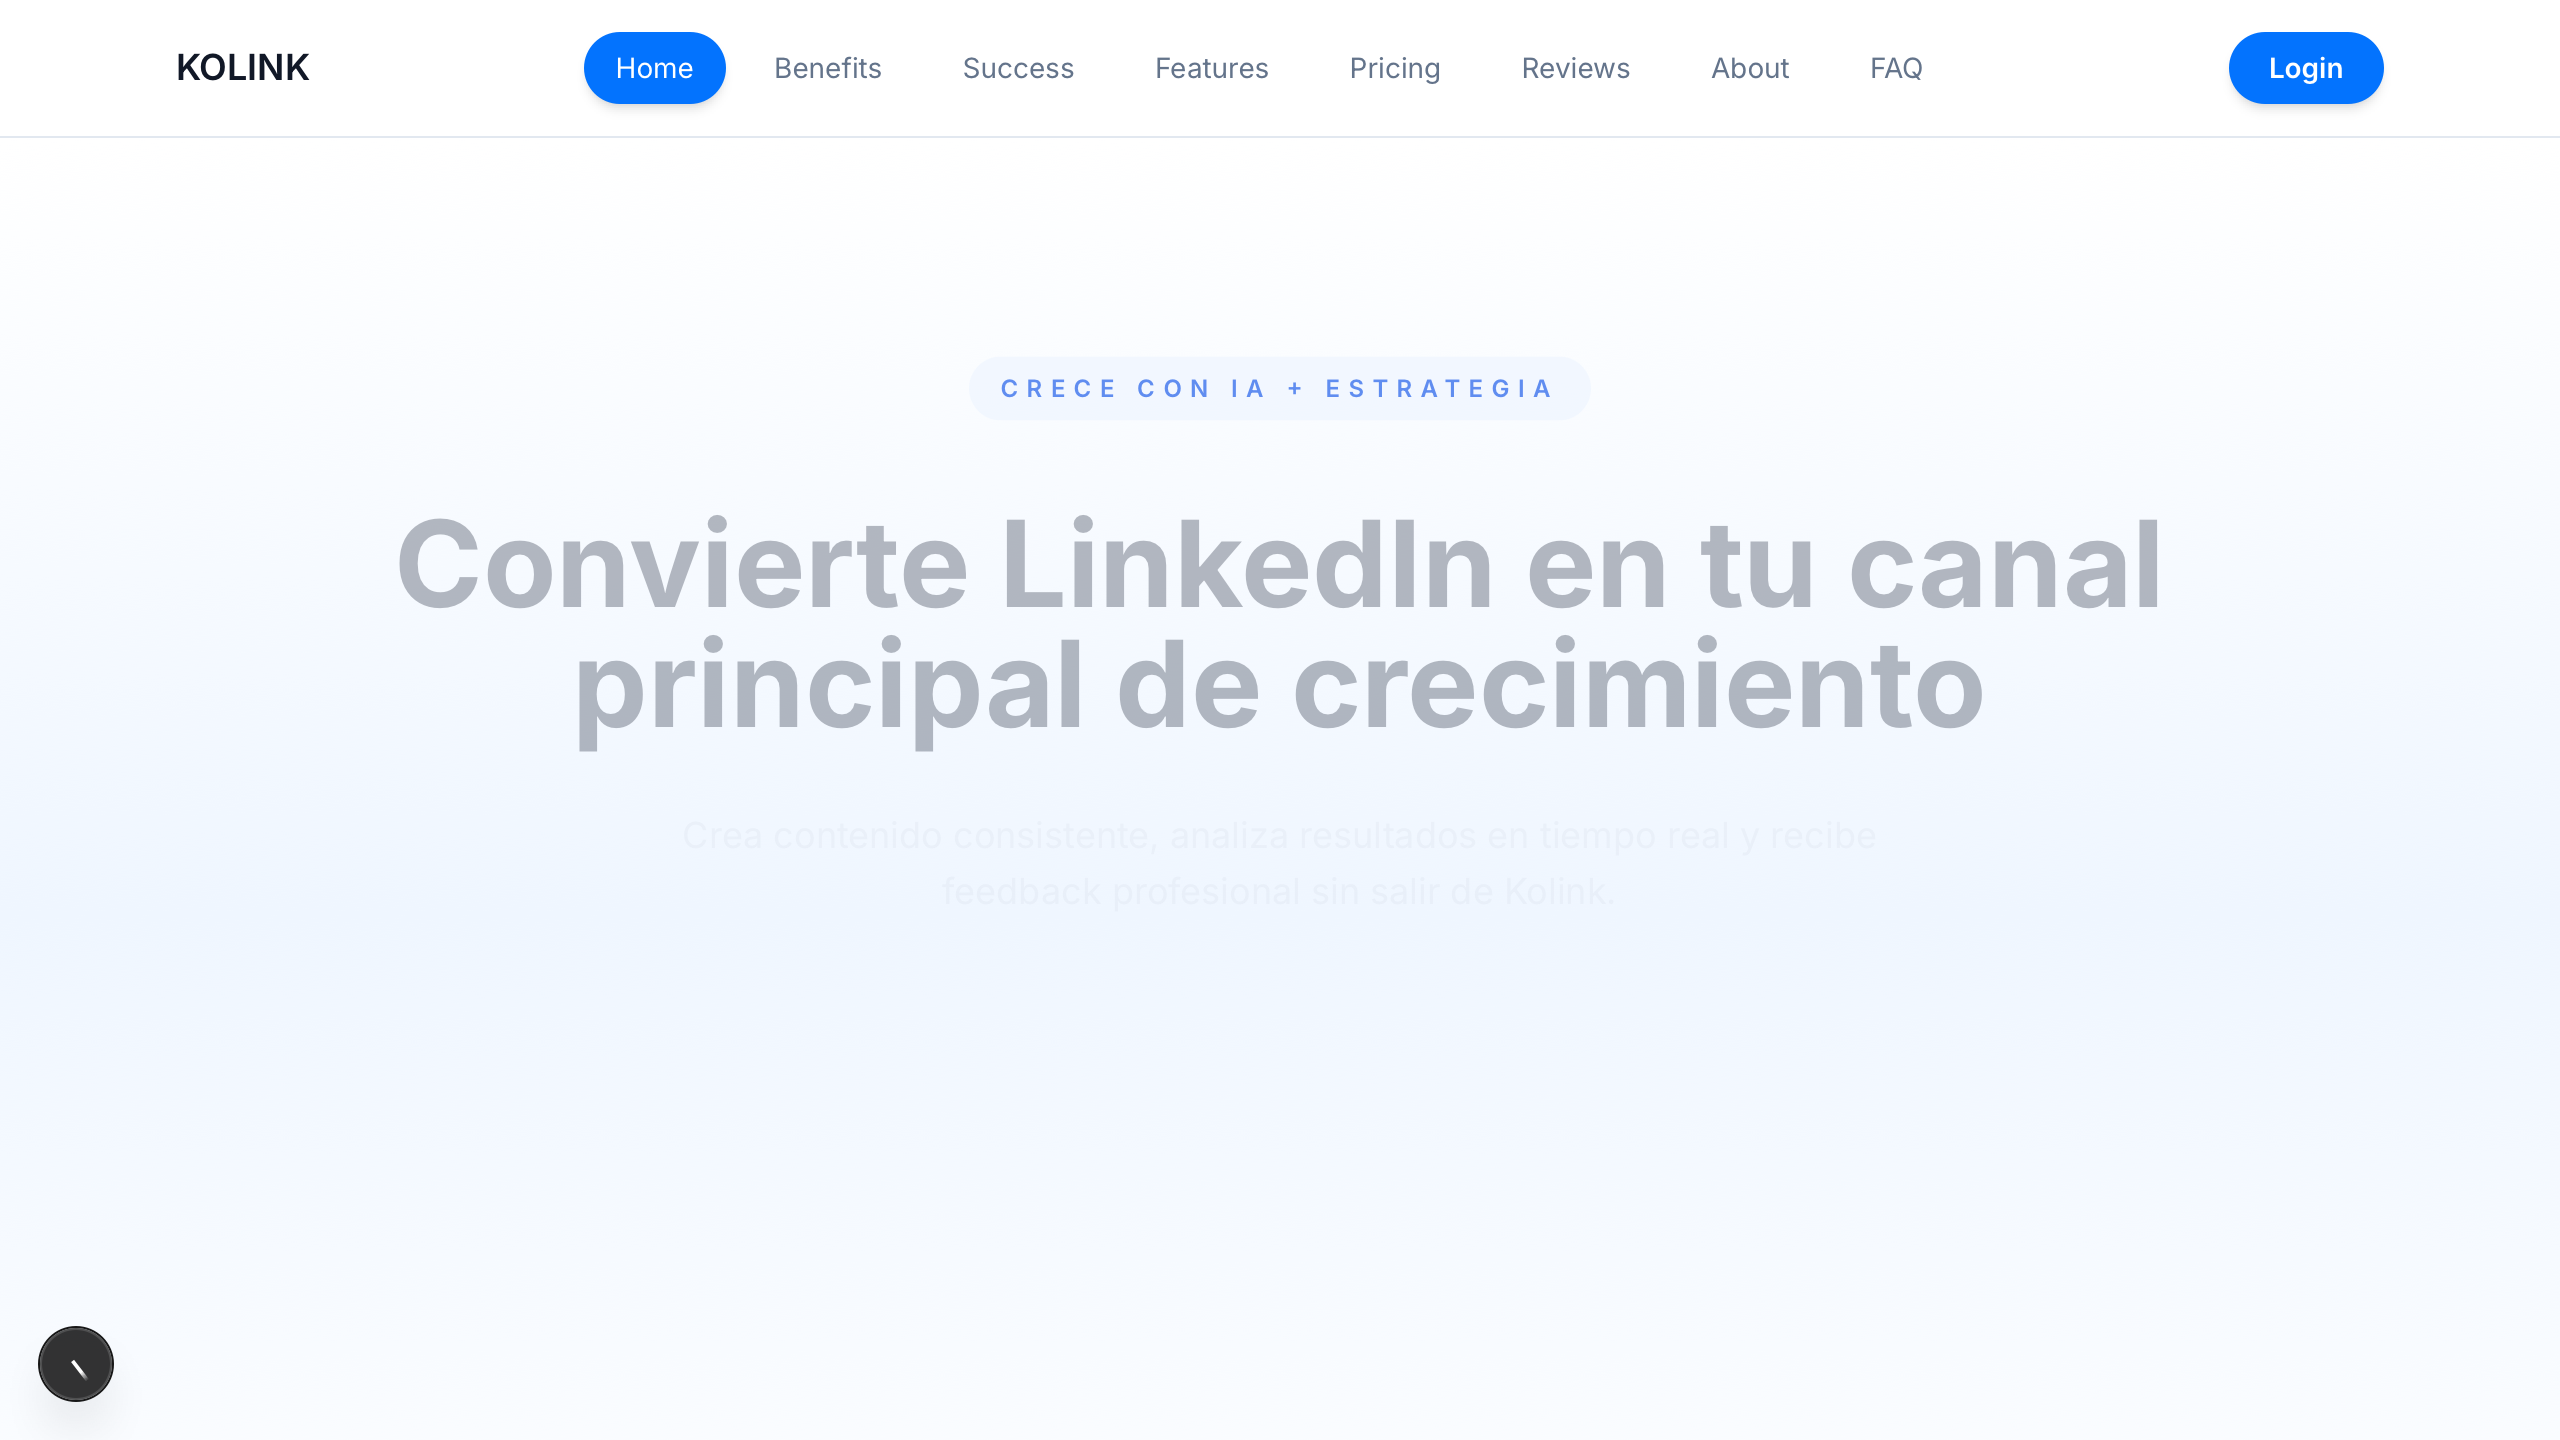 KOLINK
Home
Benefits
Success
Features
Pricing
Reviews
About
FAQ
Login
CRECE CON IA + ESTRATEGIA
Convierte LinkedIn en tu canal
principal de crecimiento
Crea contenido consistente, analiza resultados en tiempo real y recibe
feedback profesional sin salir de Kolink.